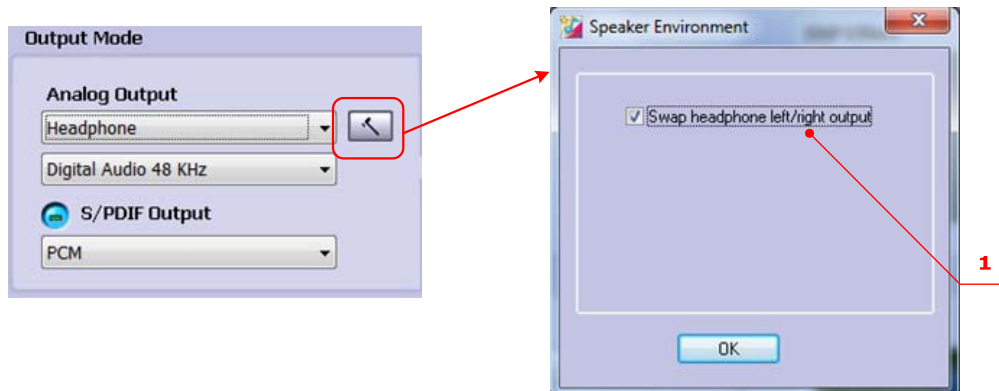 Output Mode
Analog Output
Headphone
Digital Audio 48 KHz
S/PDIF Output
PCM
Speaker Environment
Swap headphone left/right output
1
OK